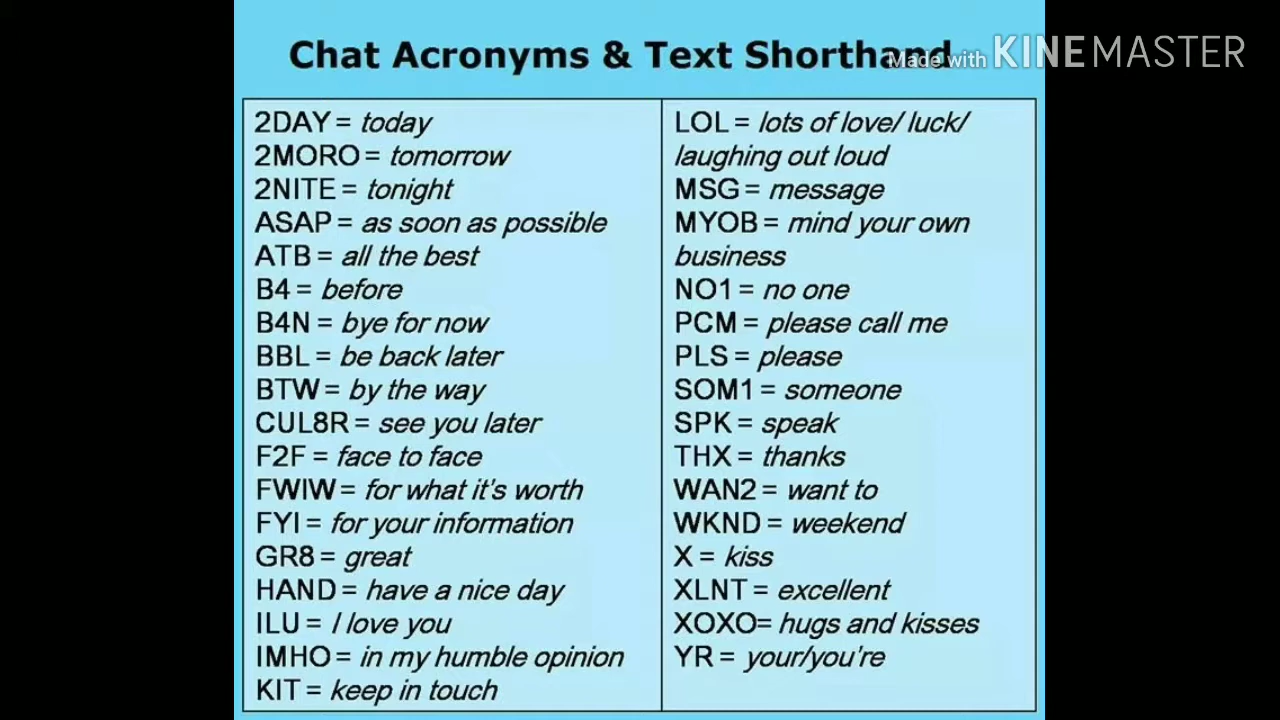 Chat Acronyms & Text Shorthand
Made with KINEMASTER
2DAY = today
2MORO = tomorrow
2NITE = tonight
ASAP = as soon as possible
ATB = all the best
B4 = before
B4N = bye for now
BBL = be back later
BTW = by the way
CUL8R = see you later
F2F = face to face
FWIW = for what it's worth
FYI = for your information
GR8 = great
HAND = have a nice day
ILU = I love you
IMHO = in my humble opinion
KIT = keep in touch
LOL = lots of love/ luck/
laughing out loud
MSG = message
MYOB = mind your own
business
NO1 = no one
PCM = please call me
PLS = please
SOM1 = someone
SPK = speak
THX = thanks
WAN2 = want to
WKND = weekend
X = kiss
XLNT = excellent
XOXO= hugs and kisses
YR = your/you're